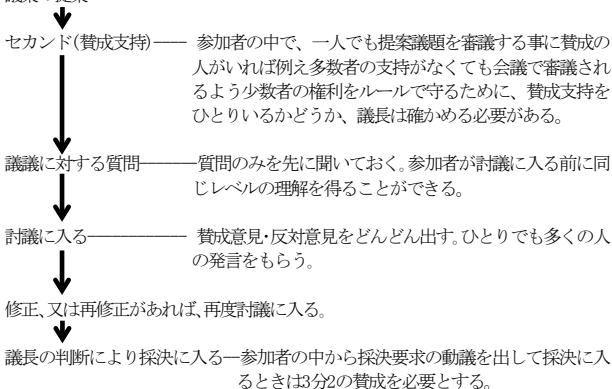 セカンド(賛成支持)―― 参加者の中で、一人でも提案議題を審議する事に賛成の
人がいれば例え多数者の支持がなくても会議で審議され
るよう少数者の権利をルールで守るために、賛成支持を
ひとりいるかどうか、議長は確かめる必要がある。
議議に対する質問―――質問のみを先に聞いておく。参加者が討議に入る前に同
じレベルの理解を得ることができる。
討議に入る―――――― 賛成意見・反対意見をどんどん出す。ひとりでも多くの人
の発言をもらう。
修正、又は再修正があれば、再度討議に入る。
議長の判断により採決に入る―参加者の中から採決要求の動議を出して採決に入
るときは3分2の賛成を必要とする。